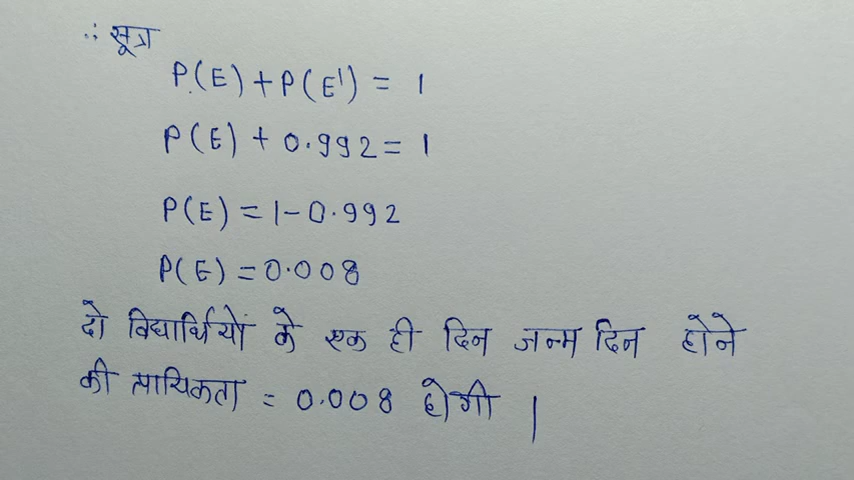 ∴ सूत्र
P(E) + P(E') = 1
P(E) + 0.992 = 1
P(E) = 1 - 0.992
P(E) = 0.008
दो विद्यार्थियों के एक ही दिन जन्म दिन होने
की प्रायिकता = 0.008 होगी |